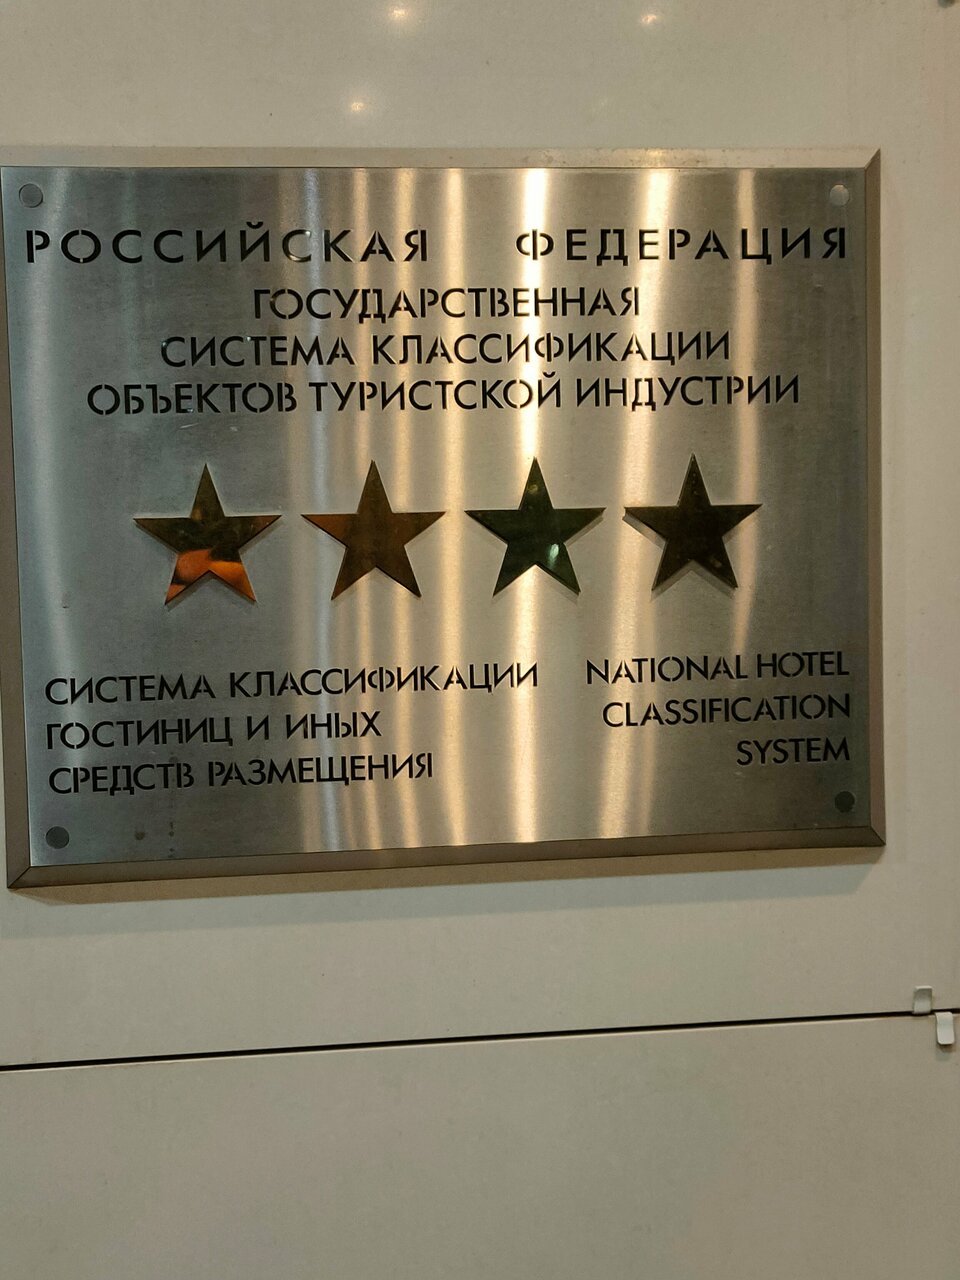 РОССИЙСКАЯ ФЕДЕРАЦИЯ
ГОСУДАРСТВЕННАЯ
СИСТЕМА КЛАССИФИКАЦИИ
ОБЪЕКТОВ ТУРИСТСКОЙ ИНДУСТРИИ
СИСТЕМА КЛАССИФИКАЦИИ
ГОСТИНИЦ И ИНЫХ
СРЕДСТВ РАЗМЕЩЕНИЯ
NATIONAL HOTEL
CLASSIFICATION
SYSTEM